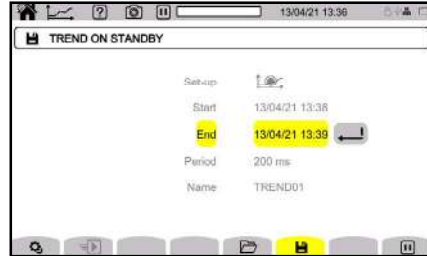 13/04/21 13:36
TREND ON STANDBY
Set-up
Start 13/04/21 13:38
End 13/04/21 13:39
Period 200 ms
Name TREND01